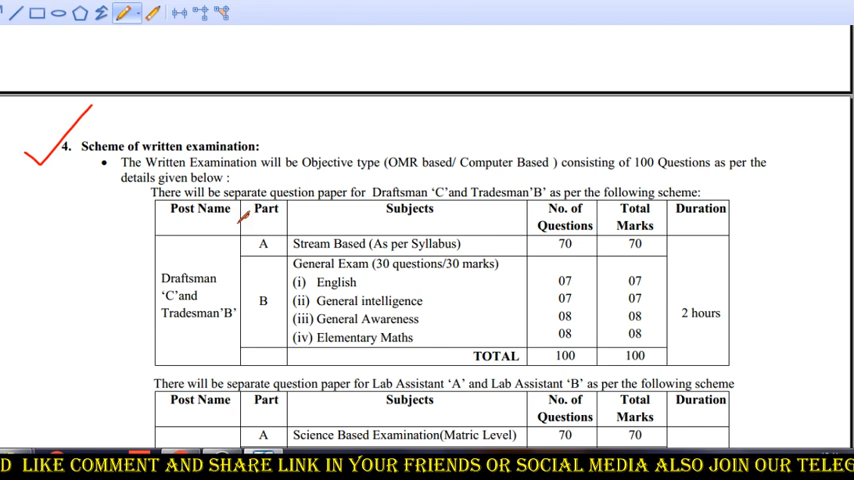 4. Scheme of written examination:
• The Written Examination will be Objective type (OMR based/ Computer Based ) consisting of 100 Questions as per the
details given below :
There will be separate question paper for Draftsman ‘C’and Tradesman’B’ as per the following scheme:
Post Name Part Subjects No. of Questions Total Marks Duration
Draftsman ‘C’and Tradesman’B’ A Stream Based (As per Syllabus) 70 70 2 hours
B General Exam (30 questions/30 marks)
(i) English 07 07
(ii) General intelligence 07 07
(iii) General Awareness 08 08
(iv) Elementary Maths 08 08
TOTAL 100 100
There will be separate question paper for Lab Assistant ‘A’ and Lab Assistant ‘B’ as per the following scheme
Post Name Part Subjects No. of Questions Total Marks Duration
A Science Based Examination(Matric Level) 70 70
D LIKE COMMENT AND SHARE LINK IN YOUR FRIENDS OR SOCIAL MEDIA ALSO JOIN OUR TELEG